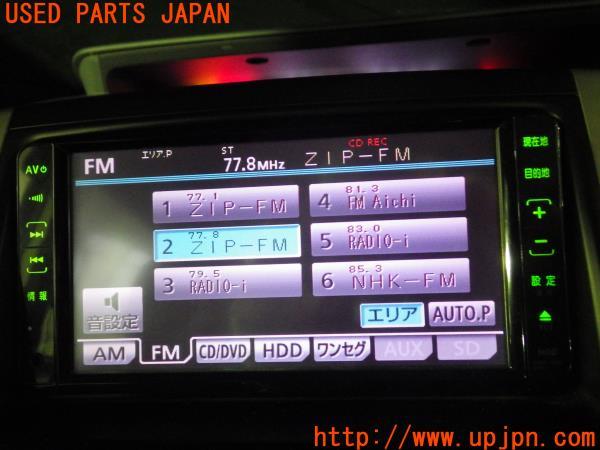 USED PARTS JAPAN
FM
エリア.P
ST
77.8MHz
CD REC
ZIP-FM
AV
現在地
目的地
情報
設定
1 77.1 ZIP-FM
2 77.8 ZIP-FM
3 79.5 RADIO-i
4 81.3 FM Aichi
5 83.0 RADIO-i
6 85.3 NHK-FM
音設定
エリア
AUTO.P
AM
FM
CD/DVD
HDD
ワンセグ
AUX
SD
http://www.upjpn.com/